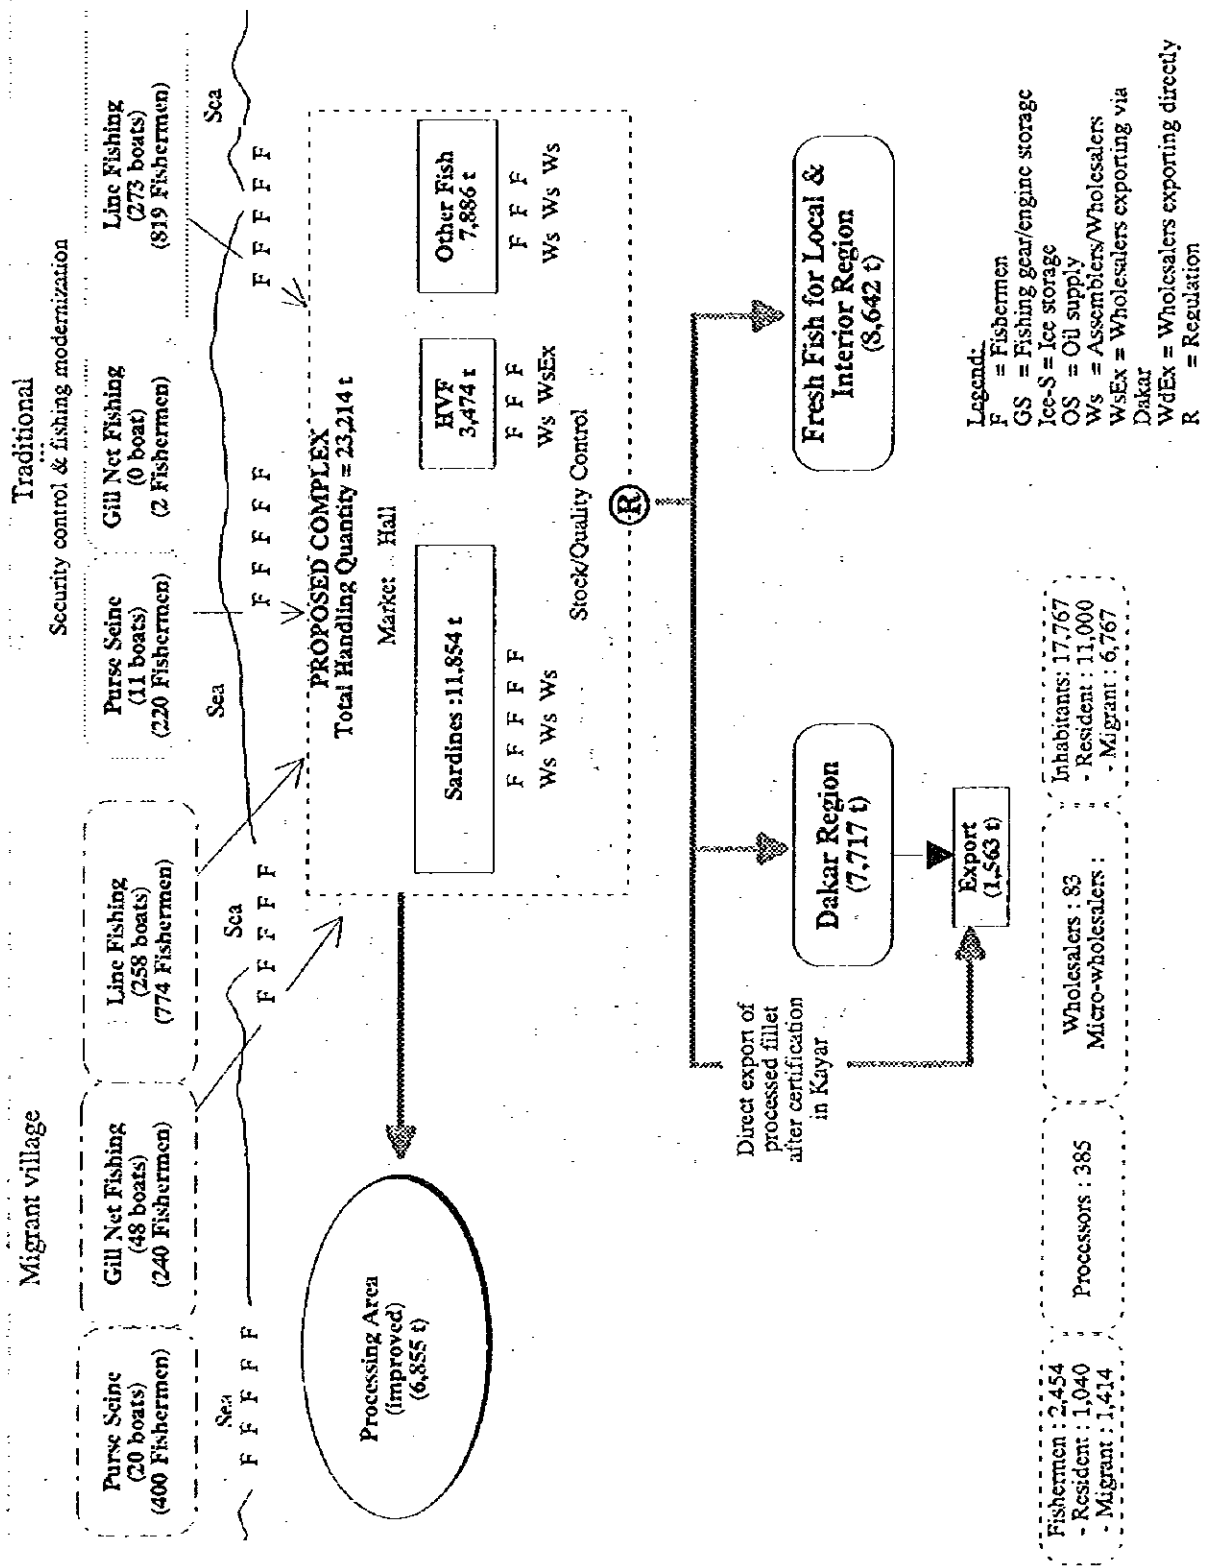 Migrant village
Traditional
Security control & fishing modernization
Purse Seine
(20 boats)
(400 Fishermen)
Gill Net Fishing
(48 boats)
(240 Fishermen)
Line Fishing
(258 boats)
(774 Fishermen)
Purse Seine
(11 boats)
(220 Fishermen)
Gill Net Fishing
(0 boat)
(2 Fishermen)
Line Fishing
(273 boats)
(819 Fishermen)
Sea
Sea
Sea
Sea
F F F F F
F F F F F
F F F F F
F F F F F
PROPOSED COMPLEX
Total Handling Quantity = 23,214 t
Market Hall
Sardines :11,854 t
F F F F F
Ws Ws Ws
HVF
3,474 t
F F F
Ws WsEx
Other Fish
7,886 t
F F F
Ws Ws Ws
Stock/Quality Control
R
Processing Area
(improved)
(6,855 t)
Direct export of
processed fillet
after certification
in Kayar
Dakar Region
(7,717 t)
Export
(1,563 t)
Fresh Fish for Local &
Interior Region
(8,642 t)
Fishermen : 2,454
- Resident : 1,040
- Migrant : 1,414
Processors : 385
Wholesalers : 83
Micro-wholesalers :
Inhabitants: 17,767
- Resident : 11,000
- Migrant : 6,767
Legend:
F = Fishermen
GS = Fishing gear/engine storage
Ice-S = Ice storage
OS = Oil supply
Ws = Assemblers/Wholesalers
WsEx = Wholesalers exporting via
Dakar
WdEx = Wholesalers exporting directly
R = Regulation